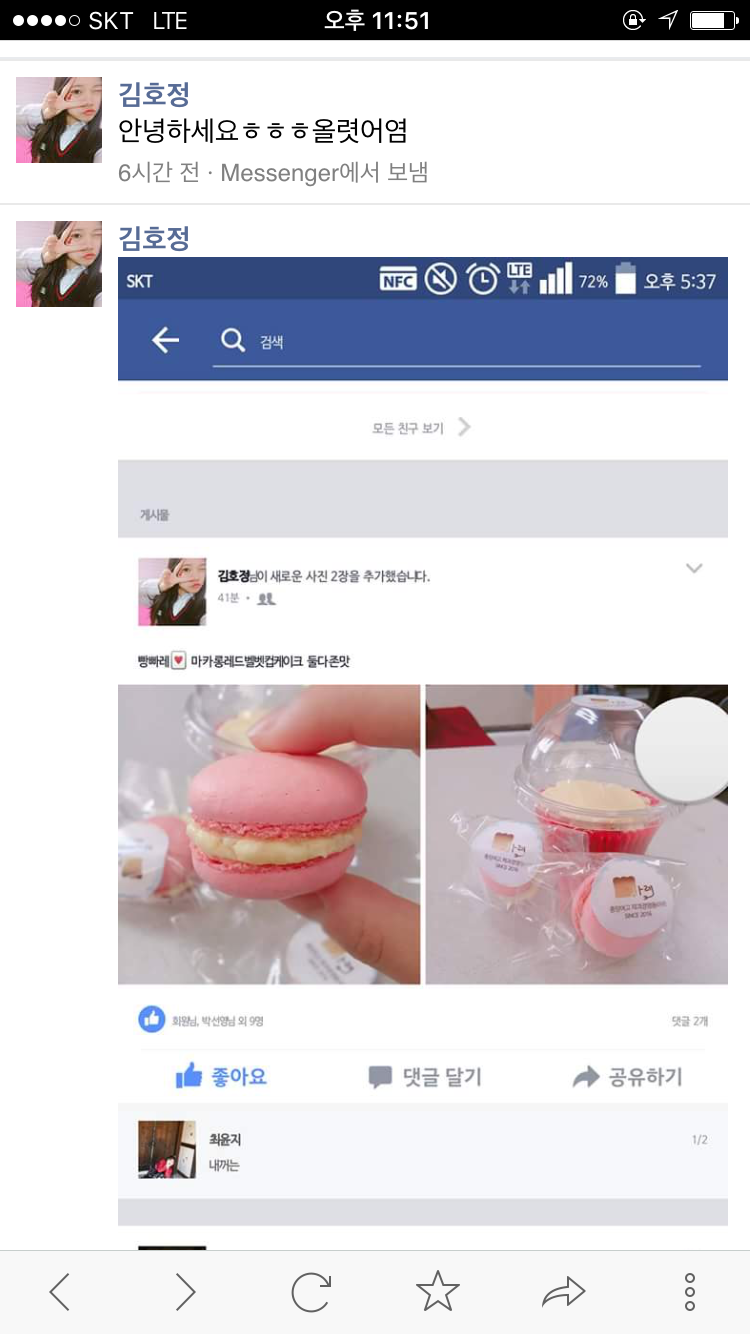 SKT LTE 오후 11:51
김호정
안녕하세요ㅎㅎㅎ올렷어염
6시간 전 · Messenger에서 보냄
김호정
SKT NFC LTE 72% 오후 5:37
검색
모든 친구 보기
게시물
김호정님이 새로운 사진 2장을 추가했습니다.
41분 ·
빵빠레💌 마카롱레드벨벳컵케이크 둘다존맛
SINCE 2014
회원님, 박선영님 외 9명 댓글 2개
좋아요 댓글 달기 공유하기
최윤지 1/2
내꺼는